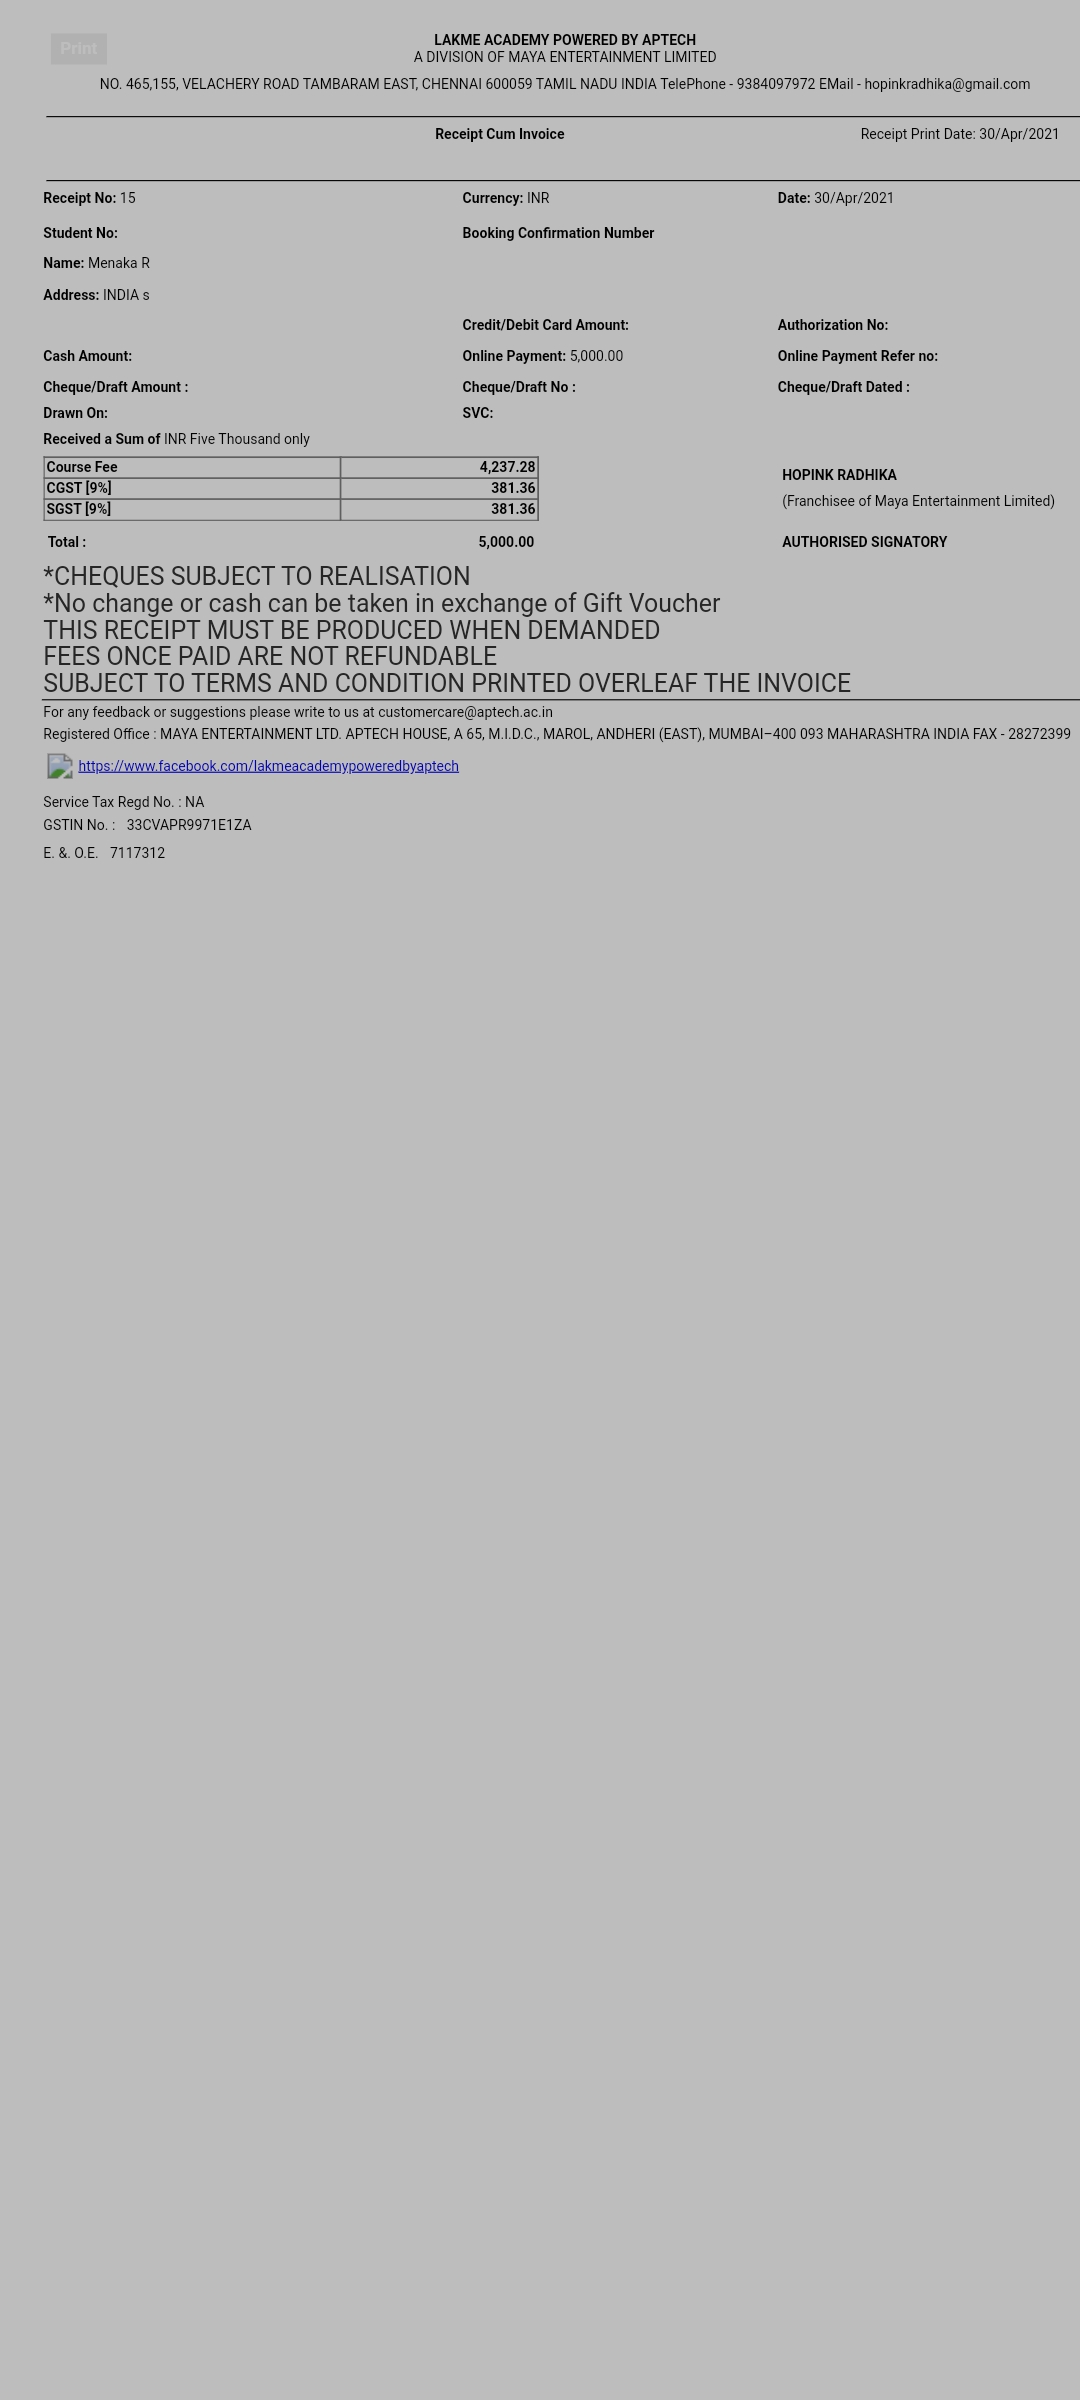 Print
LAKME ACADEMY POWERED BY APTECH
A DIVISION OF MAYA ENTERTAINMENT LIMITED
NO. 465,155, VELACHERY ROAD TAMBARAM EAST, CHENNAI 600059 TAMIL NADU INDIA TelePhone - 9384097972 EMail - hopinkradhika@gmail.com
Receipt Cum Invoice Receipt Print Date: 30/Apr/2021
Receipt No: 15 Currency: INR Date: 30/Apr/2021
Student No: Booking Confirmation Number
Name: Menaka R
Address: INDIA s
Credit/Debit Card Amount: Authorization No:
Cash Amount: Online Payment: 5,000.00 Online Payment Refer no:
Cheque/Draft Amount : Cheque/Draft No : Cheque/Draft Dated :
Drawn On: SVC:
Received a Sum of INR Five Thousand only
Course Fee 4,237.28
CGST [9%] 381.36
SGST [9%] 381.36
HOPINK RADHIKA
(Franchisee of Maya Entertainment Limited)
Total : 5,000.00 AUTHORISED SIGNATORY
*CHEQUES SUBJECT TO REALISATION
*No change or cash can be taken in exchange of Gift Voucher
THIS RECEIPT MUST BE PRODUCED WHEN DEMANDED
FEES ONCE PAID ARE NOT REFUNDABLE
SUBJECT TO TERMS AND CONDITION PRINTED OVERLEAF THE INVOICE
For any feedback or suggestions please write to us at customercare@aptech.ac.in
Registered Office : MAYA ENTERTAINMENT LTD. APTECH HOUSE, A 65, M.I.D.C., MAROL, ANDHERI (EAST), MUMBAI–400 093 MAHARASHTRA INDIA FAX - 28272399
https://www.facebook.com/lakmeacademypoweredbyaptech
Service Tax Regd No. : NA
GSTIN No. : 33CVAPR9971E1ZA
E. &. O.E. 7117312